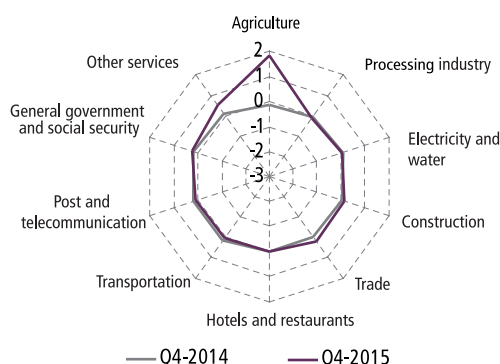 Agriculture
Processing industry
Electricity and
water
Construction
Trade
Hotels and restaurants
Transportation
Post and
telecommunication
General government
and social security
Other services
2
1
0
-1
-2
-3
Q4-2014
Q4-2015